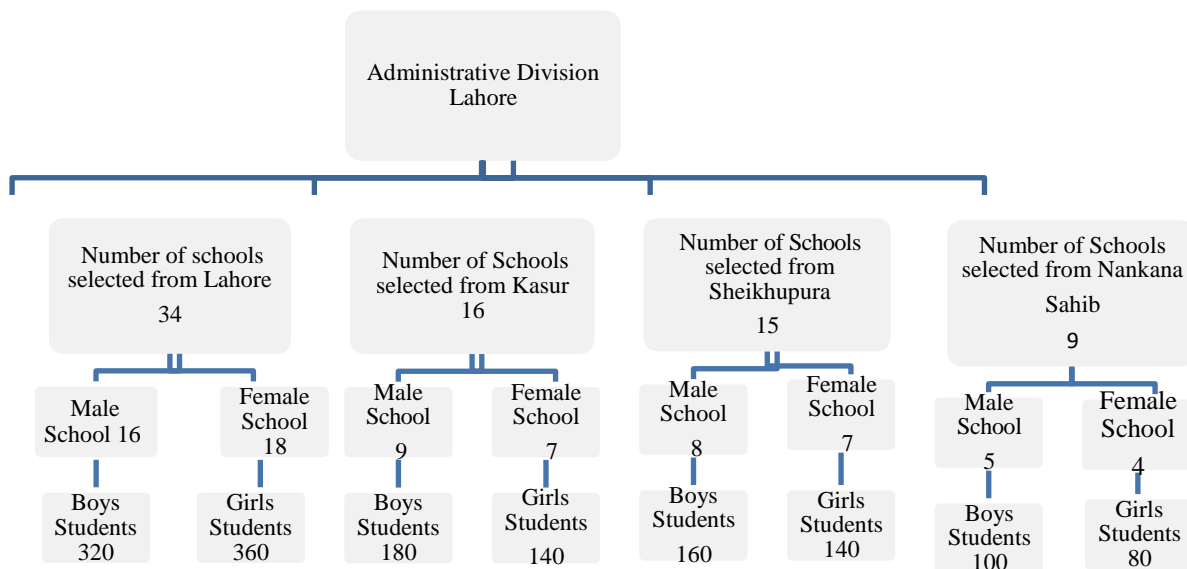 Administrative Division
Lahore
Number of schools
selected from Lahore
34
Number of Schools
selected from Kasur
16
Number of Schools
selected from
Sheikhupura
15
Number of Schools
selected from Nankana
Sahib
9
Male
School 16
Female
School
18
Male
School
9
Female
School
7
Male
School
8
Female
School
7
Male
School
5
Female
School
4
Boys
Students
320
Girls
Students
360
Boys
Students
180
Girls
Students
140
Boys
Students
160
Girls
Students
140
Boys
Students
100
Girls
Students
80